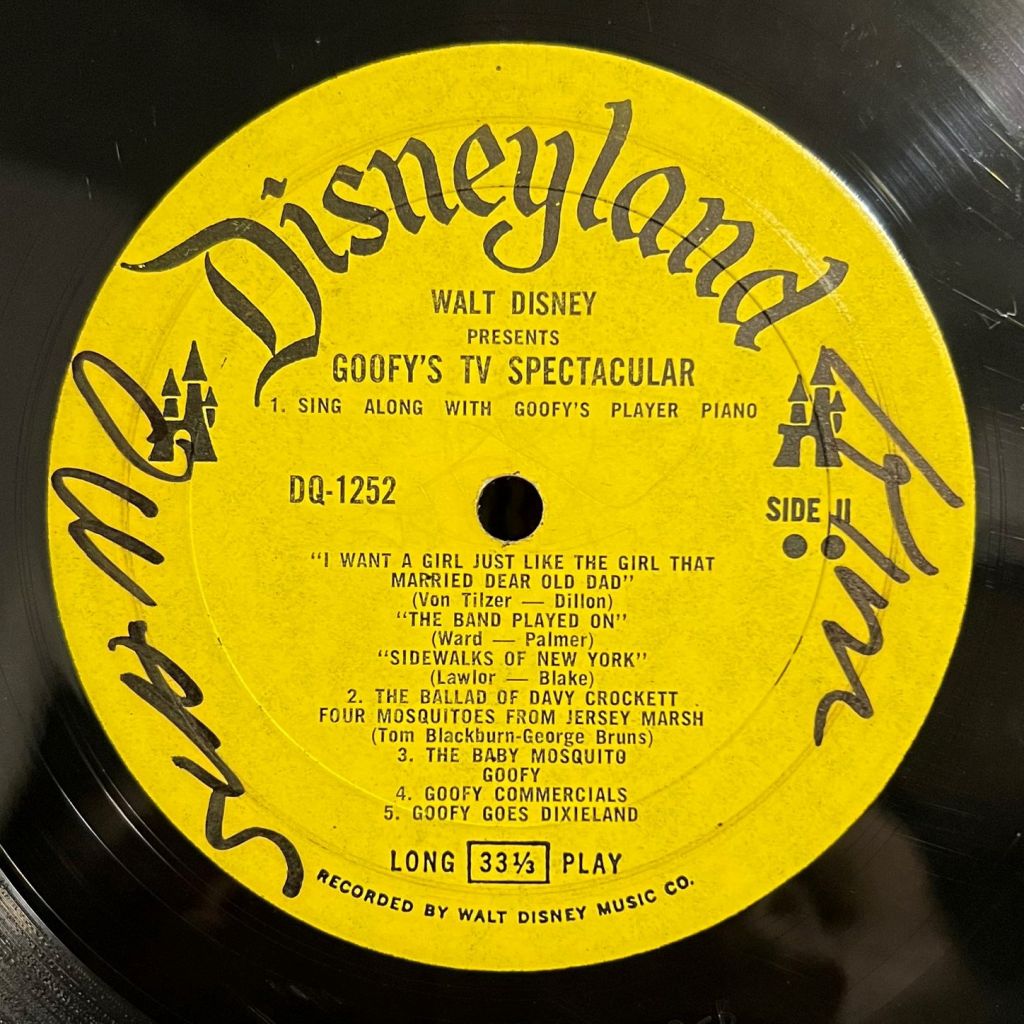 Disneyland
WALT DISNEY
PRESENTS
GOOFY'S TV SPECTACULAR
1. SING ALONG WITH GOOFY'S PLAYER PIANO
DQ-1252
SIDE II
"I WANT A GIRL JUST LIKE THE GIRL THAT
MARRIED DEAR OLD DAD"
(Von Tilzer — Dillon)
"THE BAND PLAYED ON"
(Ward — Palmer)
"SIDEWALKS OF NEW YORK"
(Lawlor — Blake)
2. THE BALLAD OF DAVY CROCKETT
FOUR MOSQUITOES FROM JERSEY MARSH
(Tom Blackburn-George Bruns)
3. THE BABY MOSQUITO
GOOFY
4. GOOFY COMMERCIALS
5. GOOFY GOES DIXIELAND
LONG 33⅓ PLAY
RECORDED BY WALT DISNEY MUSIC CO.